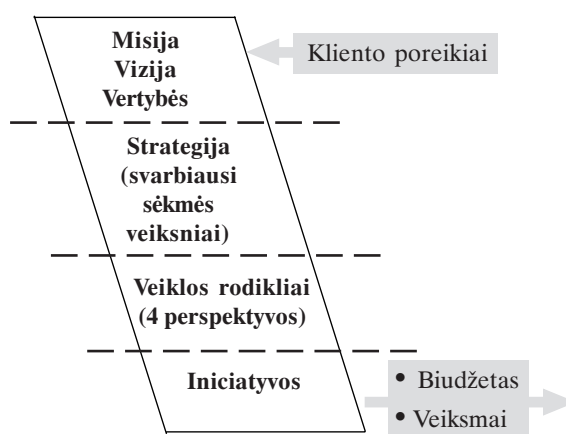 Misija
Vizija
Vertybės
Kliento poreikiai
Strategija
(svarbiausi
sėkmės
veiksniai)
Veiklos rodikliai
(4 perspektyvos)
Iniciatyvos
• Biudžetas
• Veiksmai